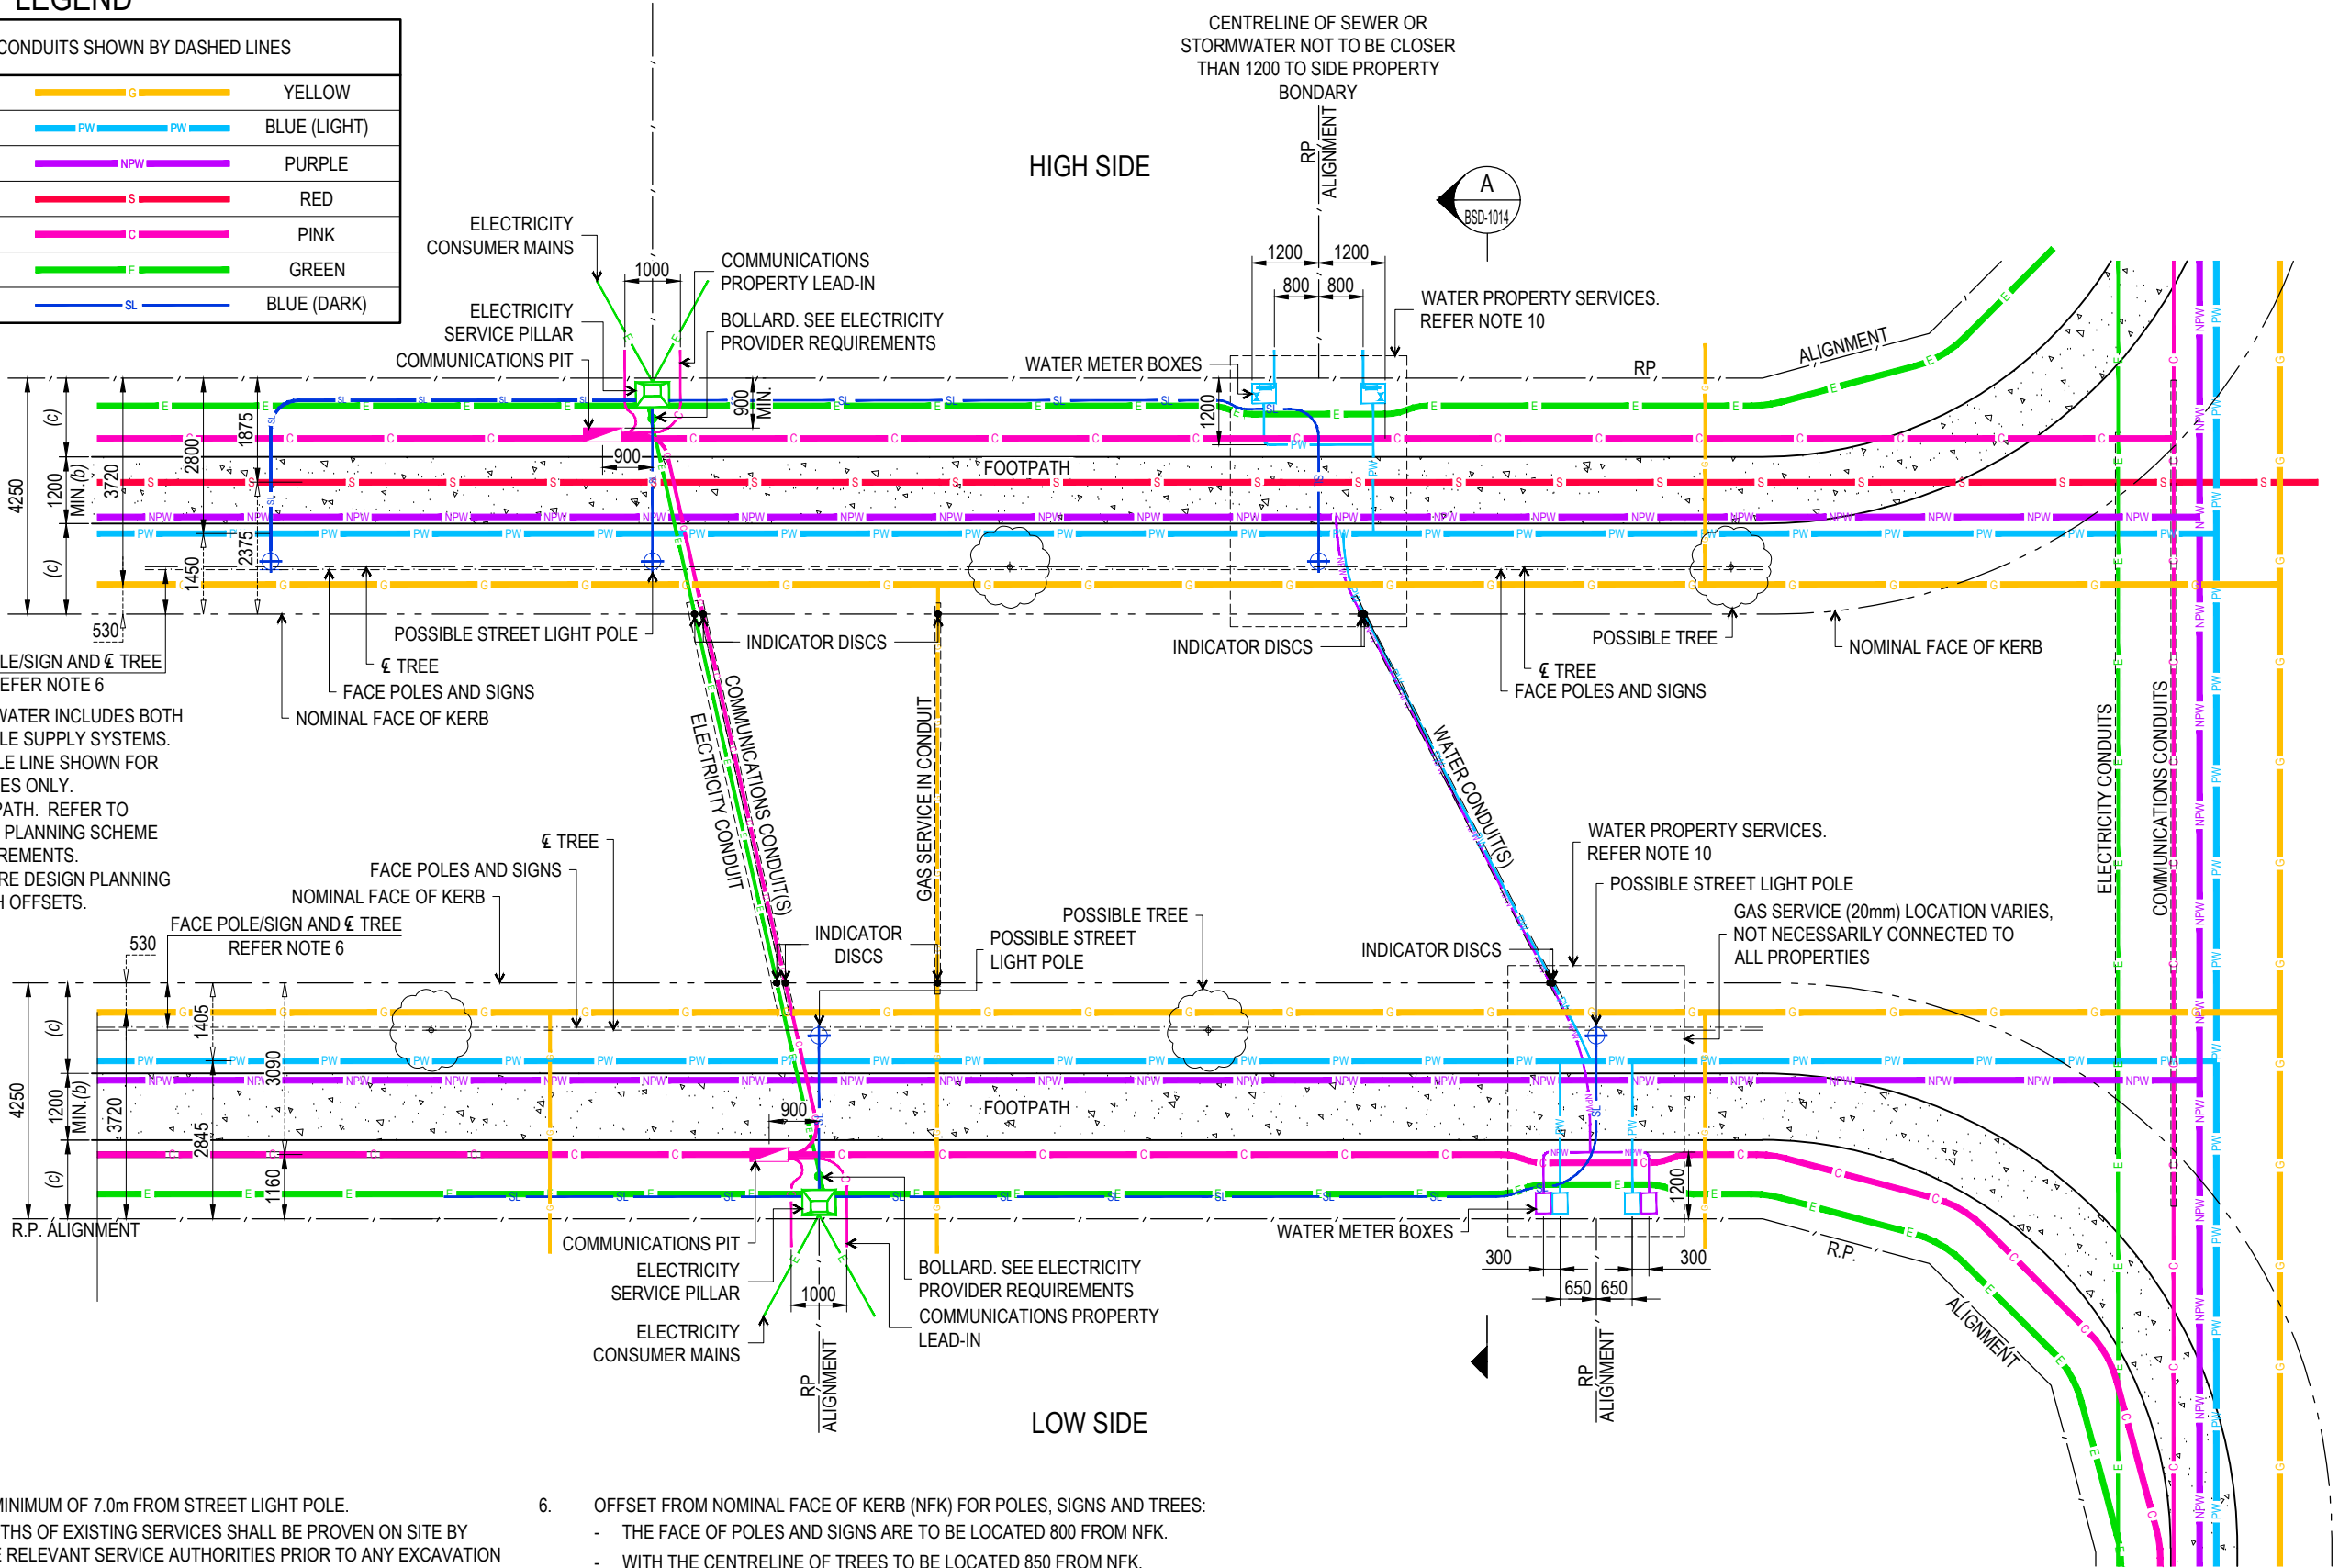 LEGEND
CONDUITS SHOWN BY DASHED LINES
G YELLOW
PW PW BLUE (LIGHT)
NPW PURPLE
S RED
C PINK
E GREEN
SL BLUE (DARK)
CENTRELINE OF SEWER OR
STORMWATER NOT TO BE CLOSER
THAN 1200 TO SIDE PROPERTY
BONDARY
RP
ALIGNMENT
HIGH SIDE
A
BSD-1014
ELECTRICITY
CONSUMER MAINS
1000
COMMUNICATIONS
PROPERTY LEAD-IN
ELECTRICITY
SERVICE PILLAR
BOLLARD. SEE ELECTRICITY
PROVIDER REQUIREMENTS
COMMUNICATIONS PIT
1200 1200
800 800
WATER PROPERTY SERVICES.
REFER NOTE 10
WATER METER BOXES
RP
ALIGNMENT
4250
(c)
1200
MIN.(b)
(c)
3720
2800
1875
1450
2375
530
900
MIN.
900
1200
FOOTPATH
POSSIBLE STREET LIGHT POLE
INDICATOR DISCS
INDICATOR DISCS
POSSIBLE TREE
NOMINAL FACE OF KERB
LE/SIGN AND ℄ TREE
REFER NOTE 6
℄ TREE
FACE POLES AND SIGNS
NOMINAL FACE OF KERB
℄ TREE
FACE POLES AND SIGNS
WATER INCLUDES BOTH
LE SUPPLY SYSTEMS.
LE LINE SHOWN FOR
ES ONLY.
PATH. REFER TO
PLANNING SCHEME
REMENTS.
RE DESIGN PLANNING
H OFFSETS.
ELECTRICITY CONDUIT
COMMUNICATIONS CONDUIT(S)
GAS SERVICE IN CONDUIT
WATER CONDUIT(S)
ELECTRICITY CONDUITS
COMMUNICATIONS CONDUITS
℄ TREE
FACE POLES AND SIGNS
NOMINAL FACE OF KERB
FACE POLE/SIGN AND ℄ TREE
REFER NOTE 6
530
INDICATOR
DISCS
POSSIBLE TREE
POSSIBLE STREET
LIGHT POLE
INDICATOR DISCS
WATER PROPERTY SERVICES.
REFER NOTE 10
POSSIBLE STREET LIGHT POLE
GAS SERVICE (20mm) LOCATION VARIES,
NOT NECESSARILY CONNECTED TO
ALL PROPERTIES
4250
(c)
1200
MIN.(b)
(c)
3720
1405
2845
3090
1160
900
FOOTPATH
1200
R.P. ALIGNMENT
COMMUNICATIONS PIT
ELECTRICITY
SERVICE PILLAR
1000
ELECTRICITY
CONSUMER MAINS
BOLLARD. SEE ELECTRICITY
PROVIDER REQUIREMENTS
COMMUNICATIONS PROPERTY
LEAD-IN
RP
ALIGNMENT
WATER METER BOXES
300 300
650 650
RP
ALIGNMENT
R.P.
ALIGNMENT
LOW SIDE
MINIMUM OF 7.0m FROM STREET LIGHT POLE.
THS OF EXISTING SERVICES SHALL BE PROVEN ON SITE BY
E RELEVANT SERVICE AUTHORITIES PRIOR TO ANY EXCAVATION
6. OFFSET FROM NOMINAL FACE OF KERB (NFK) FOR POLES, SIGNS AND TREES:
- THE FACE OF POLES AND SIGNS ARE TO BE LOCATED 800 FROM NFK.
- WITH THE CENTRELINE OF TREES TO BE LOCATED 850 FROM NFK.